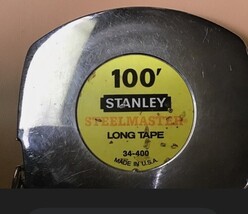 100'
STANLEY
STEELMASTER
LONG TAPE
34-400
MADE IN U.S.A.